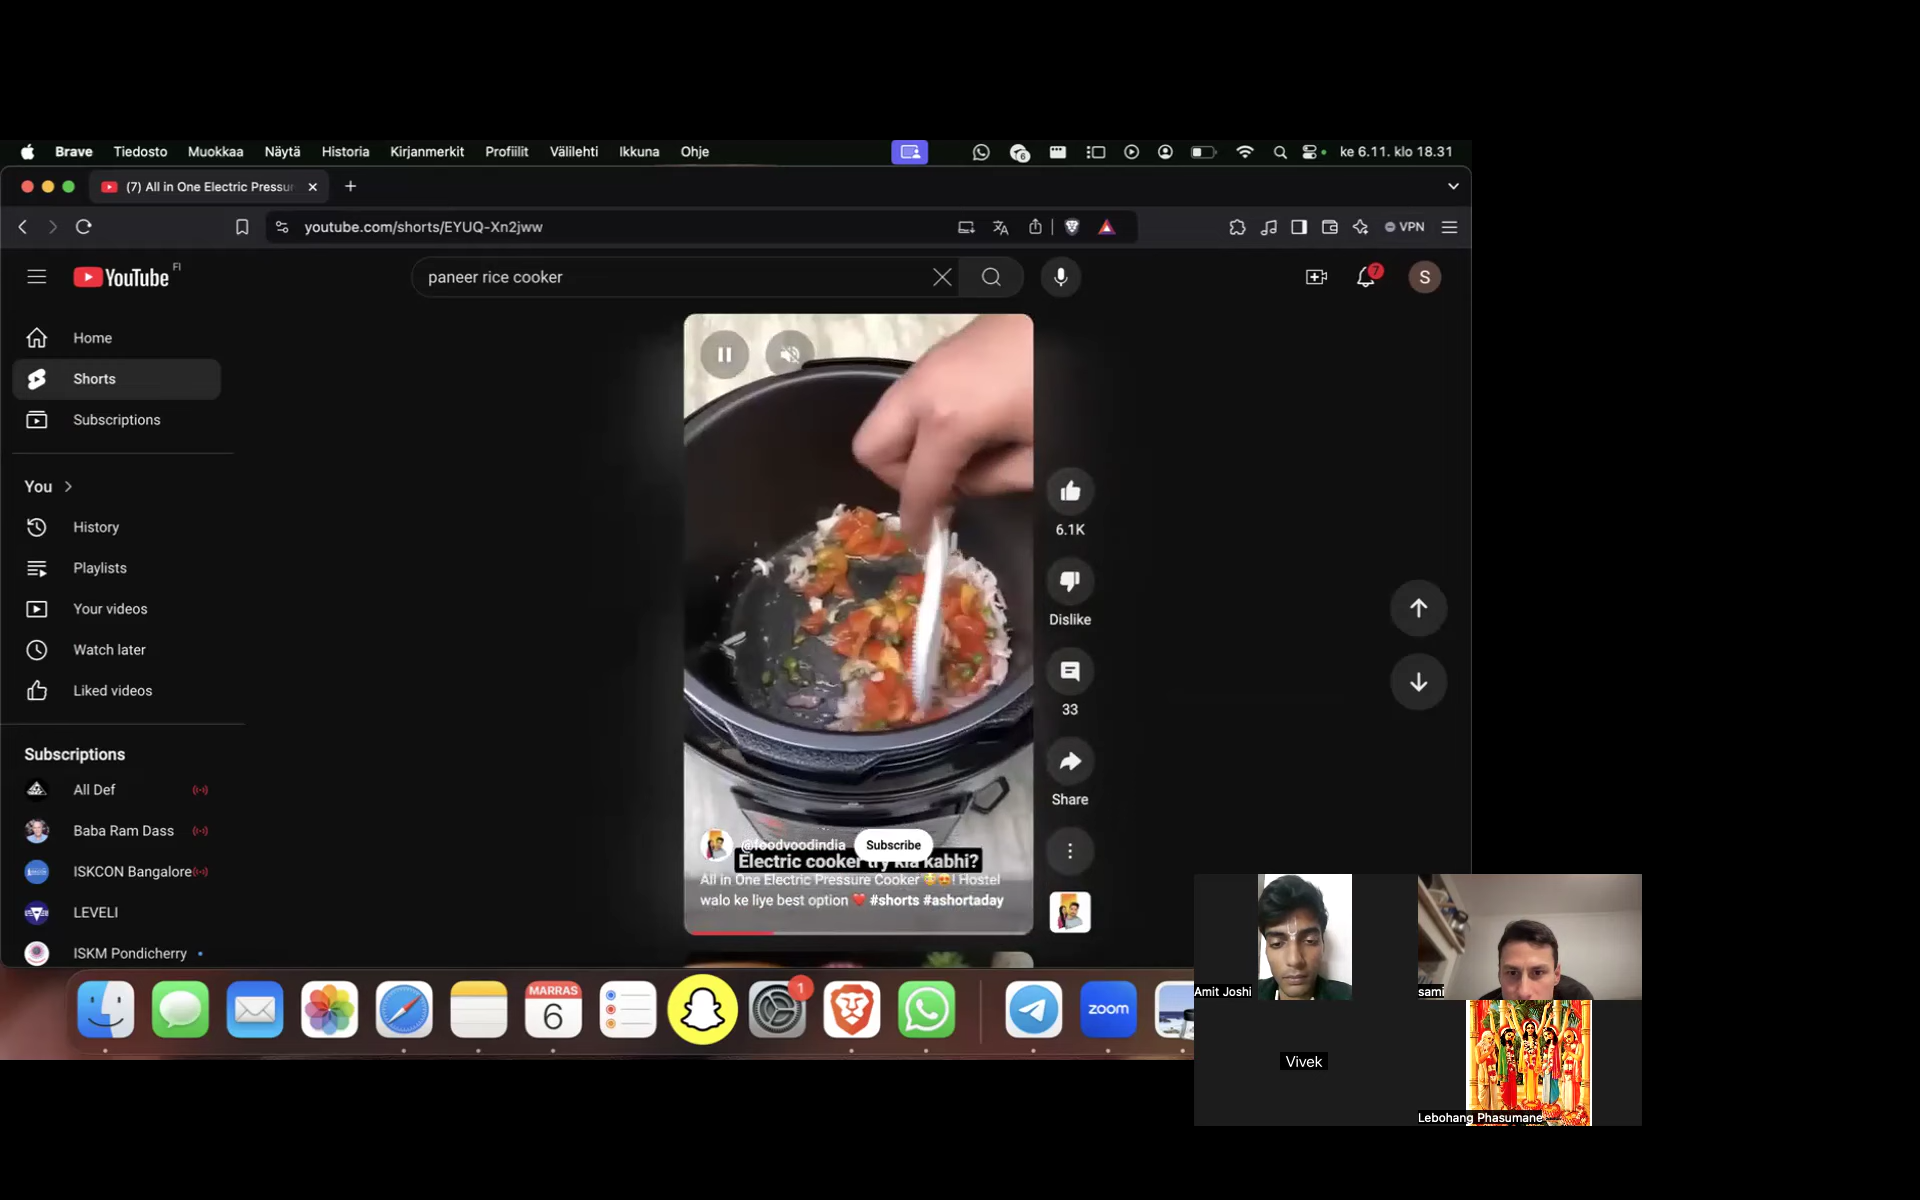 Brave Tiedosto Muokkaa Näytä Historia Kirjanmerkit Profiilit Välilehti Ikkuna Ohje
6
ke 6.11. klo 18.31
(7) All in One Electric Pressu
youtube.com/shorts/EYUQ-Xn2jww
VPN
YouTube FI
paneer rice cooker
7
S
Home
Shorts
Subscriptions
You
History
Playlists
Your videos
Watch later
Liked videos
Subscriptions
All Def
Baba Ram Dass
ISKCON Bangalore
LEVELI
ISKM Pondicherry
6.1K
Dislike
33
Share
@foodvoodindia Subscribe
Electric cooker try kia kabhi?
All in One Electric Pressure Cooker 😋😍! Hostel
walo ke liye best option ❤️ #shorts #ashortaday
MARRAS
6
1
zoom
Amit Joshi
sami
Vivek
Lebohang Phasumane